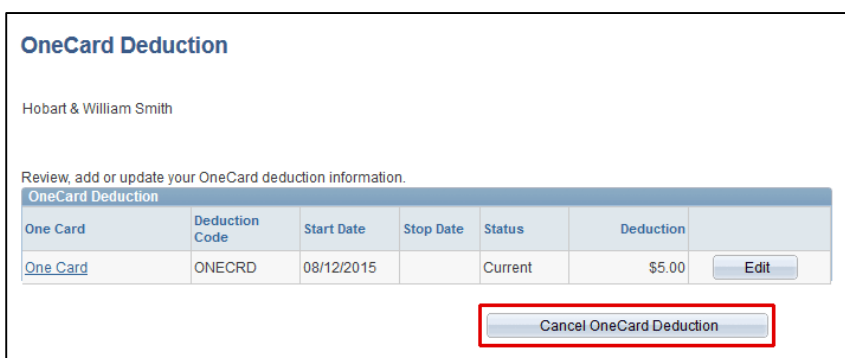 OneCard Deduction
Hobart & William Smith
Review, add or update your OneCard deduction information.
OneCard Deduction
One Card Deduction Code Start Date Stop Date Status Deduction
One Card ONECRD 08/12/2015 Current $5.00 Edit
Cancel OneCard Deduction